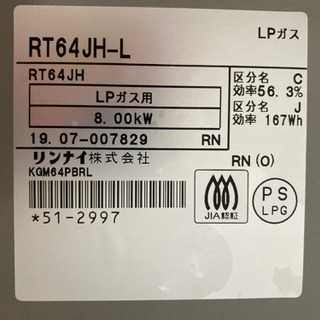 LPガス
RT64JH-L
RT64JH
LPガス用
8.00kW
19.07-007829 RN
区分名 C
効率56.3%
区分名 J
効率 167Wh
リンナイ株式会社
RN(0)
KGM64PBRL
*51-2997
JIA認証
PS
LPG